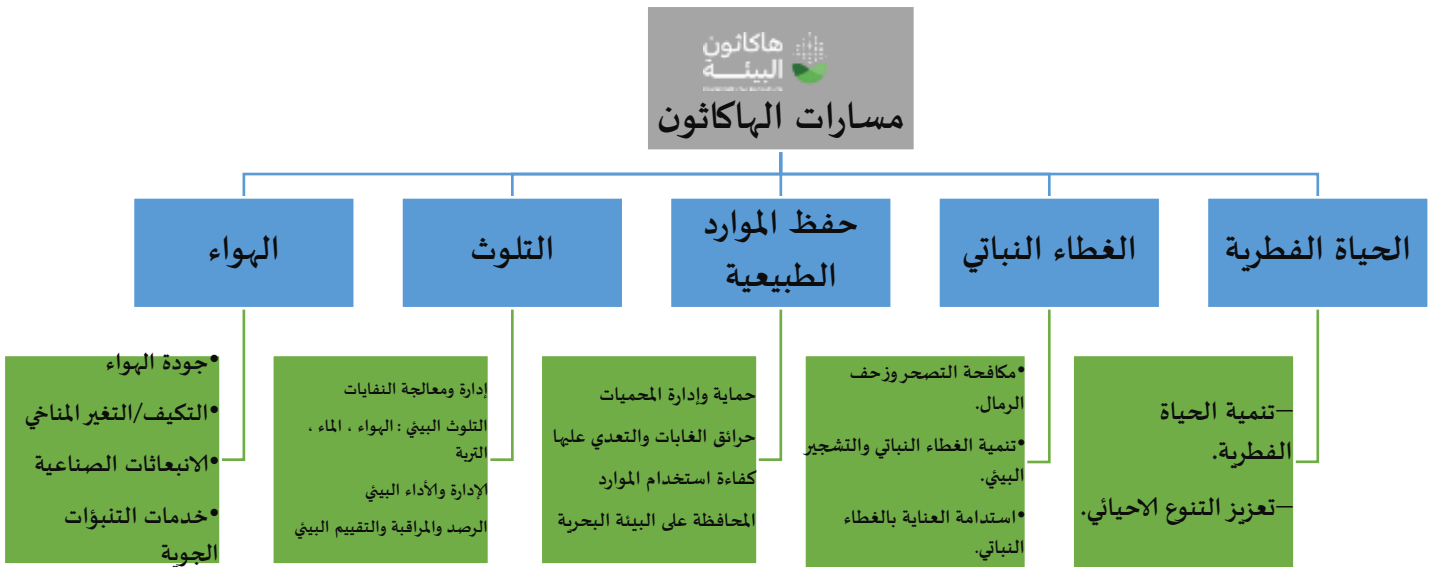 هاكاثون
البيئـــة
مسارات الهاكاثون
الحياة الفطرية
الغطاء النباتي
حفظ الموارد
الطبيعية
التلوث
الهواء
–تنمية الحياة
الفطرية.
–تعزيز التنوع الاحيائي.
•مكافحة التصحر وزحف
الرمال.
•تنمية الغطاء النباتي والتشجير
البيئي.
•استدامة العناية بالغطاء
النباتي.
حماية وإدارة المحميات
حرائق الغابات والتعدي عليها
كفاءة استخدام الموارد
المحافظة على البيئة البحرية
إدارة ومعالجة النفايات
التلوث البيئي : الهواء ، الماء ،
التربة
الإدارة والأداء البيئي
الرصد والمراقبة والتقييم البيئي
•جودة الهواء
•التكيف/التغير المناخي
•الانبعاثات الصناعية
•خدمات التنبؤات
الجوية